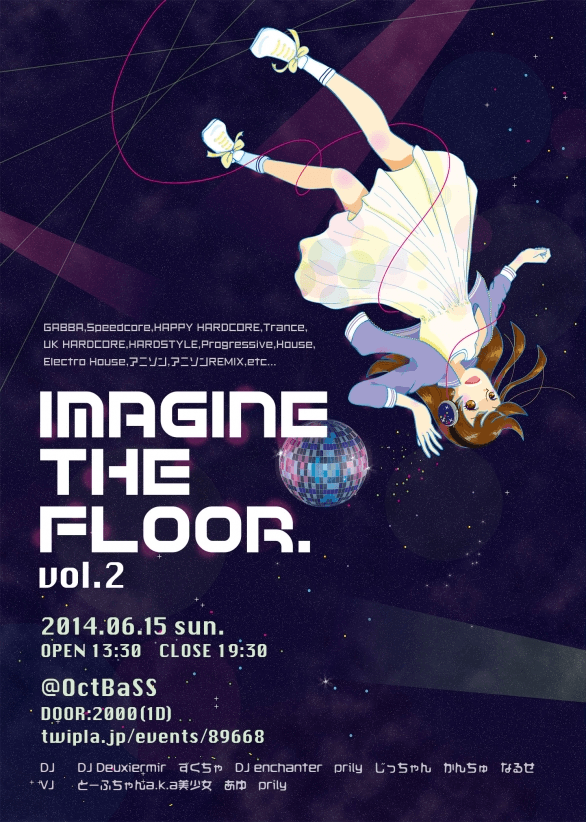 GABBA,Speedcore,HAPPY HARDCORE,Trance,
UK HARDCORE,HARDSTYLE,Progressive,House,
Electro House,アニソン,アニソンREMIX,etc...
IMAGINE
THE
FLOOR.
vol.2
2014.06.15 sun.
OPEN 13:30 CLOSE 19:30
@OctBaSS
DOOR:2000(1D)
twipla.jp/events/89668
DJ DJ Deuxiermir すぐちゃ DJ enchanter prily じっちゃん かんちゅ なるせ
VJ とーふちゃんa.k.a美少女 あゆ prily